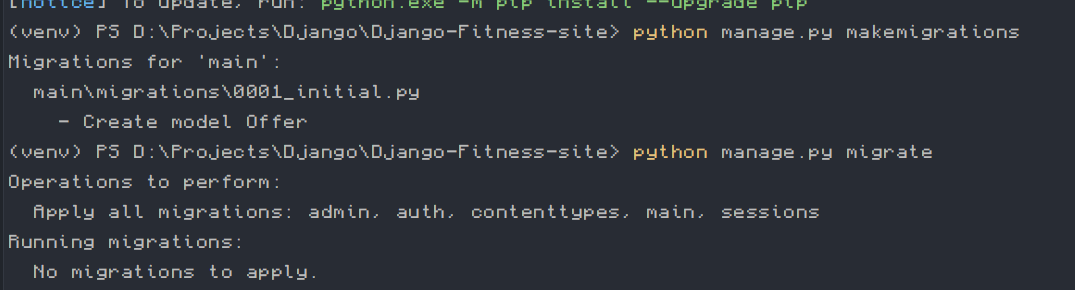 [notice] To update, run: python.exe -m pip install --upgrade pip
(venv) PS D:\Projects\Django\Django-Fitness-site> python manage.py makemigrations
Migrations for 'main':
  main\migrations\0001_initial.py
    - Create model Offer
(venv) PS D:\Projects\Django\Django-Fitness-site> python manage.py migrate
Operations to perform:
  Apply all migrations: admin, auth, contenttypes, main, sessions
Running migrations:
  No migrations to apply.